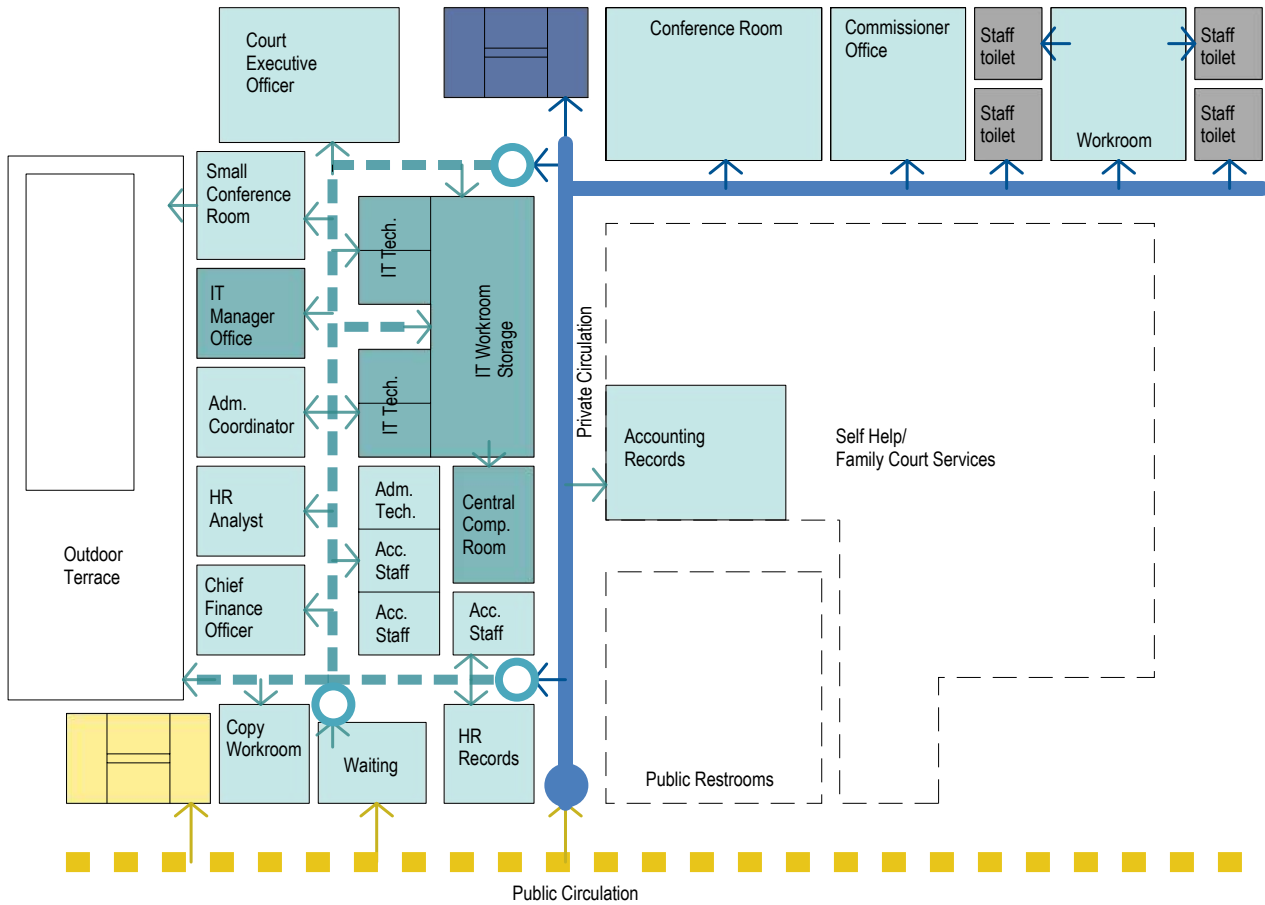 Court
Executive
Officer
Conference Room
Commissioner
Office
Staff
toilet
Staff
toilet
Workroom
Staff
toilet
Staff
toilet
Small
Conference
Room
IT
Manager
Office
Adm.
Coordinator
HR
Analyst
Chief
Finance
Officer
Outdoor
Terrace
IT Tech.
IT Tech.
IT Tech.
IT Workroom
Storage
Adm.
Tech.
Acc.
Staff
Acc.
Staff
Central
Comp.
Room
Acc.
Staff
Private Circulation
Accounting
Records
Self Help/
Family Court Services
Copy
Workroom
Waiting
HR
Records
Public Restrooms
Public Circulation